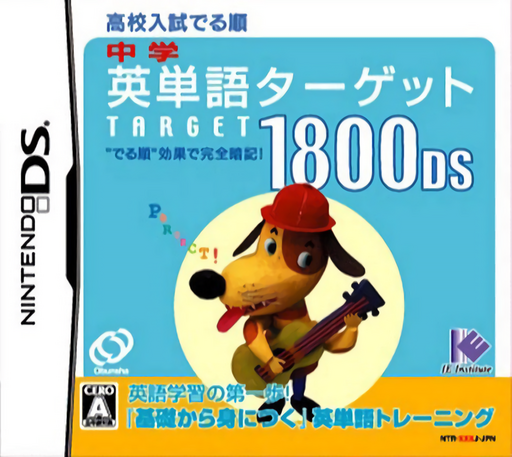 高校入試でる順
中学
英単語ターゲット
TARGET
1800DS
"でる順"効果で完全暗記!
PERFECT!
NINTENDODS.
Obunsha
IE Institute
CERO
A
英語学習の第一歩!
「基礎から身につく」英単語トレーニング